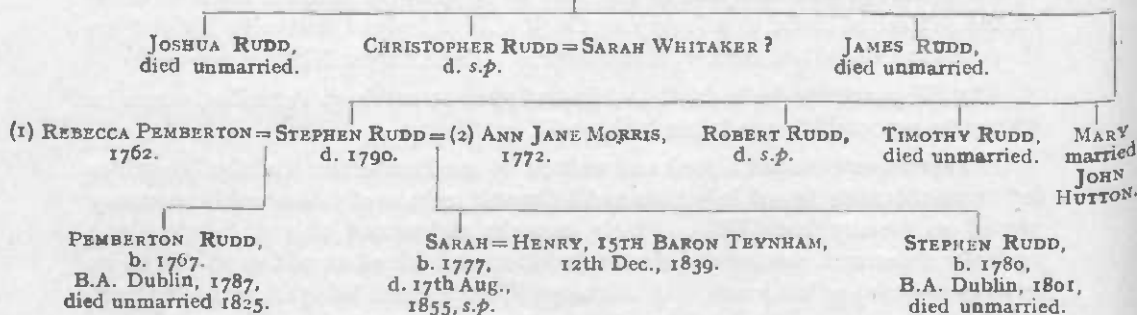 JOSHUA RUDD,
died unmarried.
CHRISTOPHER RUDD = SARAH WHITAKER ?
d. s.p.
JAMES RUDD,
died unmarried.
(1) REBECCA PEMBERTON = STEPHEN RUDD = (2) ANN JANE MORRIS,
1762.
d. 1790.
1772.
ROBERT RUDD,
d. s.p.
TIMOTHY RUDD,
died unmarried.
MARY
married
JOHN
HUTTON.
PEMBERTON RUDD,
b. 1767.
B.A. Dublin, 1787,
died unmarried 1825.
SARAH = HENRY, 15TH BARON TEYNHAM,
b. 1777,
12th Dec., 1839.
d. 17th Aug.,
1855, s.p.
STEPHEN RUDD,
b. 1780,
B.A. Dublin, 1801,
died unmarried.